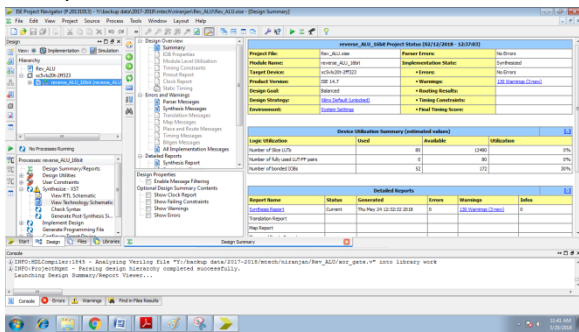 ISE Project Navigator (P.20131013) - Y:\backup data\2017-2018\mtech\niranjan\Rev_ALU\Rev_ALU.xise - [Design Summary]
File Edit View Project Source Process Tools Window Layout Help
Design
View: Implementation Simulation
Hierarchy
Rev_ALU
No Processes Running
Processes: reverse_ALU_16bit
Design Summary/Reports
Design Utilities
User Constraints
Synthesize - XST
View RTL Schematic
View Technology Schematic
Check Syntax
Generate Post-Synthesis Si...
Implement Design
Generate Programming File
Start Design Files Libraries
Design Overview
Summary
IOB Properties
Module Level Utilization
Timing Constraints
Pinout Report
Clock Report
Static Timing
Errors and Warnings
Parser Messages
Synthesis Messages
Translation Messages
Map Messages
Place and Route Messages
Timing Messages
Bitgen Messages
All Implementation Messages
Detailed Reports
Synthesis Report
Design Properties
Enable Message Filtering
Optional Design Summary Contents
Show Clock Report
Show Failing Constraints
Show Warnings
Show Errors
Design Summary
reverse_ALU_16bit Project Status (52/12/2018 - 12:37:03)
Project File: Rev_ALU.xise Parser Errors: No Errors
Module Name: reverse_ALU_16bit Implementation State: Synthesized
Target Device: • Errors: No Errors
Product Version: ISE 14.7 • Warnings:
Design Goal: Balanced • Routing Results:
Design Strategy: Xilinx Default (unlocked) • Timing Constraints:
Environment: System Settings • Final Timing Score:
Device Utilization Summary (estimated values)
Logic Utilization Used Available Utilization
Number of Slice LUTs 80 12480 0%
Number of fully used LUT-FF pairs 0 80 0%
Number of bonded IOBs 52 172 30%
Detailed Reports
Report Name Status Generated Errors Warnings Infos
Synthesis Report Current Thu May 24 12:32:02 2018 0 0
Translation Report
Map Report
Console
INFO:HDLCompiler:1845 - Analyzing Verilog file "Y:/backup data/2017-2018/mtech/niranjan/Rev_ALU/xor_gate.v" into library work
INFO:ProjectMgmt - Parsing design hierarchy completed successfully.
Launching Design Summary/Report Viewer...
Console Errors Warnings Find in Files Results